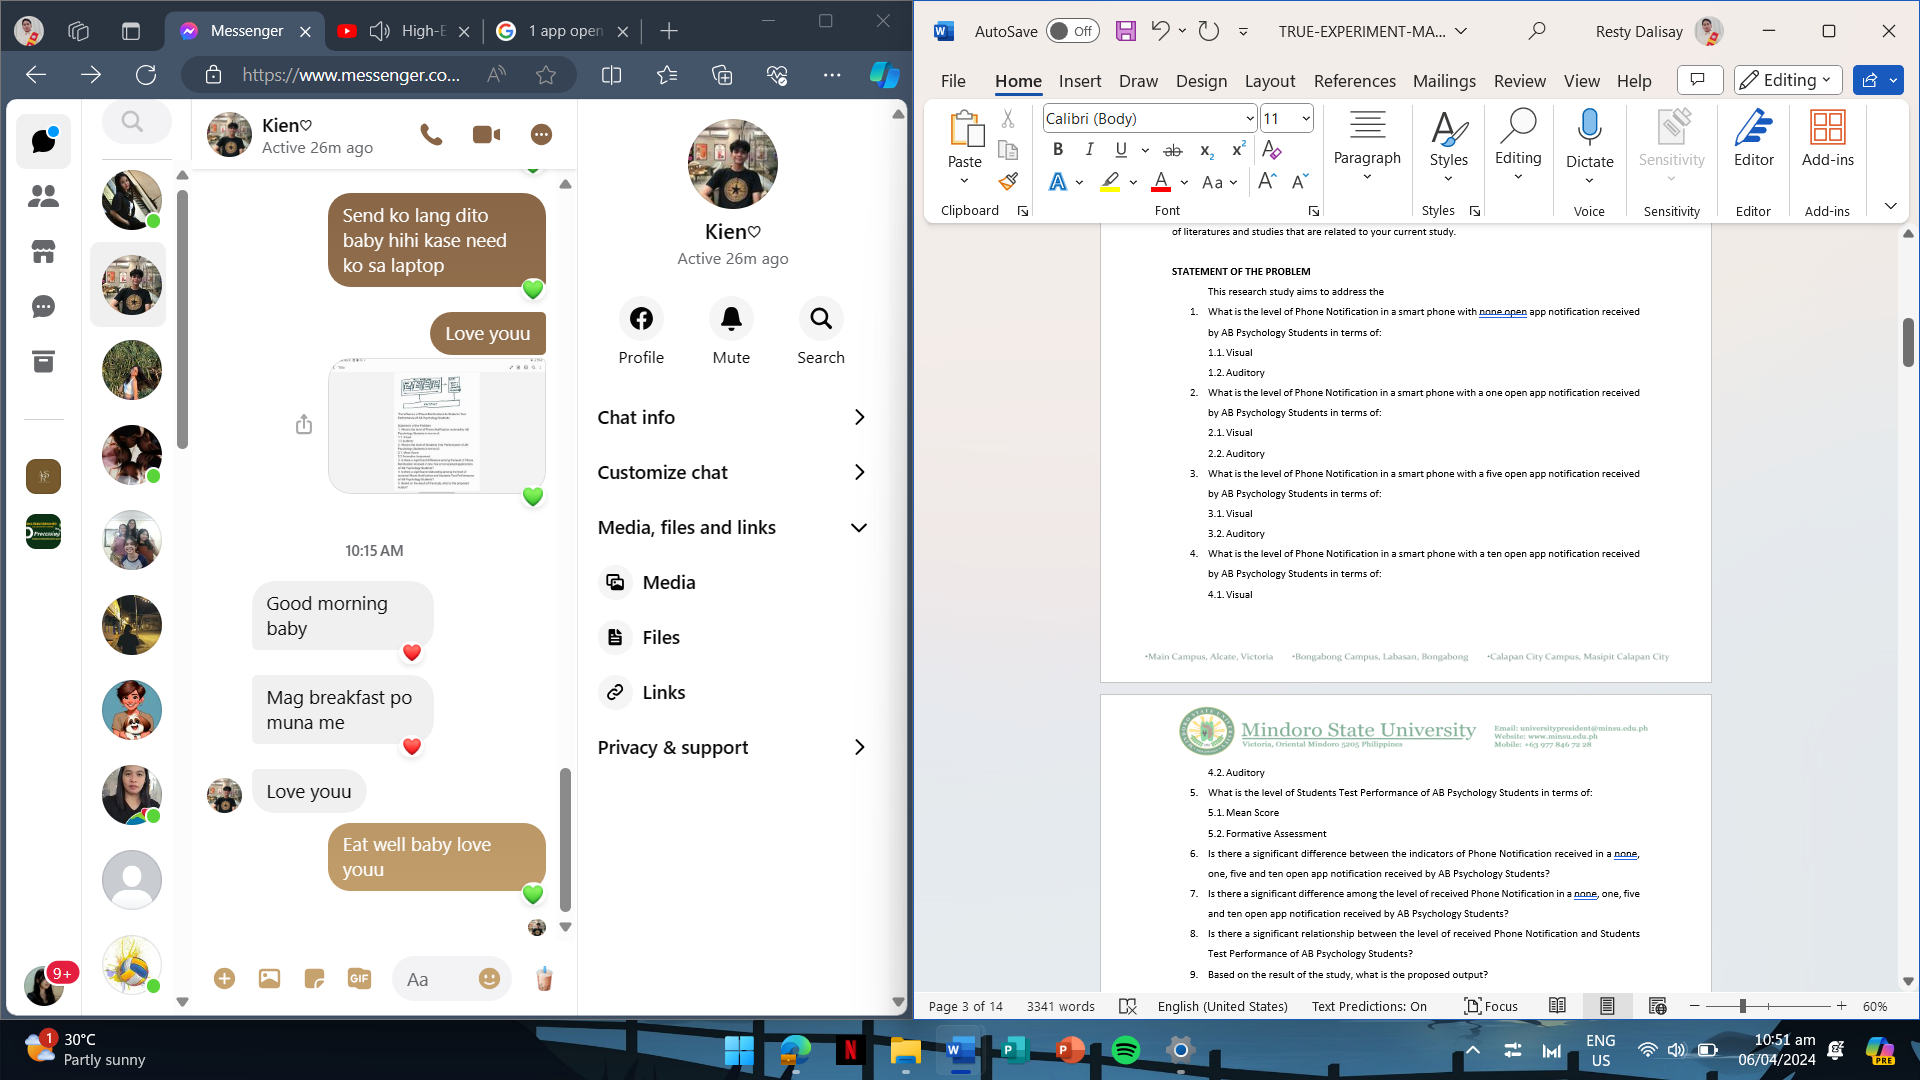 Messenger
High-E
1 app open
https://www.messenger.co...
Kien♡
Active 26m ago
Send ko lang dito
baby hihi kase need
ko sa laptop
Love youu
10:15 AM
Good morning
baby
Mag breakfast po
muna me
Love youu
Eat well baby love
youu
GIF
Aa
9+
Kien♡
Active 26m ago
Profile
Mute
Search
Chat info
Customize chat
Media, files and links
Media
Files
Links
Privacy & support
AutoSave
Off
TRUE-EXPERIMENT-MA...
Resty Dalisay
File
Home
Insert
Draw
Design
Layout
References
Mailings
Review
View
Help
Editing
Paste
Clipboard
Calibri (Body)
11
Font
Paragraph
Styles
Styles
Editing
Dictate
Voice
Sensitivity
Sensitivity
Editor
Editor
Add-ins
Add-ins
of literatures and studies that are related to your current study.
STATEMENT OF THE PROBLEM
This research study aims to address the
1. What is the level of Phone Notification in a smart phone with none open app notification received
by AB Psychology Students in terms of:
1.1. Visual
1.2. Auditory
2. What is the level of Phone Notification in a smart phone with a one open app notification received
by AB Psychology Students in terms of:
2.1. Visual
2.2. Auditory
3. What is the level of Phone Notification in a smart phone with a five open app notification received
by AB Psychology Students in terms of:
3.1. Visual
3.2. Auditory
4. What is the level of Phone Notification in a smart phone with a ten open app notification received
by AB Psychology Students in terms of:
4.1. Visual
•Main Campus, Alcate, Victoria •Bongabong Campus, Labasan, Bongabong •Calapan City Campus, Masipit Calapan City
Mindoro State University
Victoria, Oriental Mindoro 5205 Philippines
Email: universitypresident@minsu.edu.ph
Website: www.minsu.edu.ph
Mobile: +63 977 846 72 28
4.2. Auditory
5. What is the level of Students Test Performance of AB Psychology Students in terms of:
5.1. Mean Score
5.2. Formative Assessment
6. Is there a significant difference between the indicators of Phone Notification received in a none,
one, five and ten open app notification received by AB Psychology Students?
7. Is there a significant difference among the level of received Phone Notification in a none, one, five
and ten open app notification received by AB Psychology Students?
8. Is there a significant relationship between the level of received Phone Notification and Students
Test Performance of AB Psychology Students?
9. Based on the result of the study, what is the proposed output?
Page 3 of 14
3341 words
English (United States)
Text Predictions: On
Focus
60%
1
30°C
Partly sunny
ENG
US
10:51 am
06/04/2024
PRE